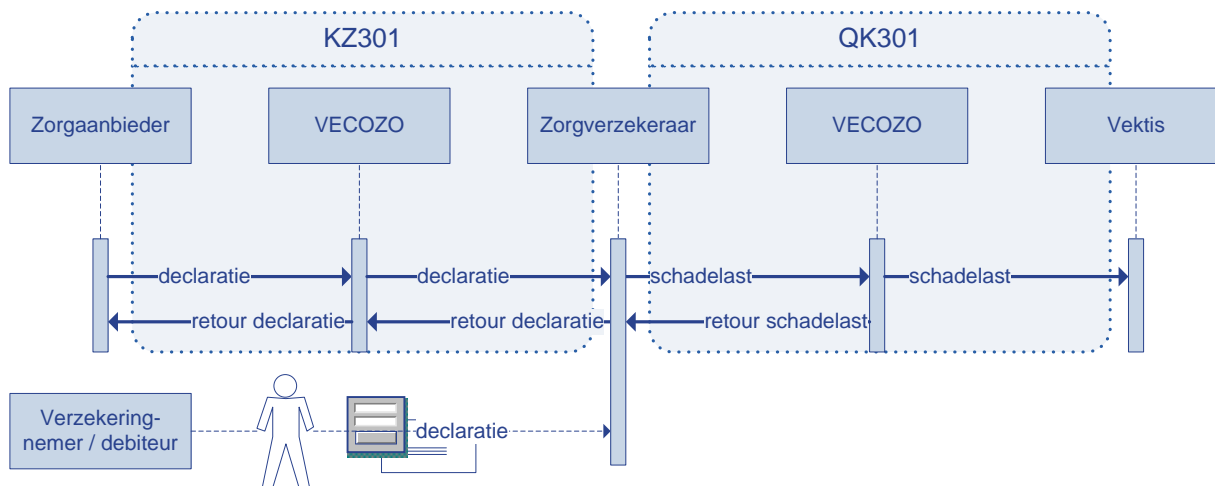 KZ301
QK301
Zorgaanbieder
VECOZO
Zorgverzekeraar
VECOZO
Vektis
declaratie
declaratie
schadelast
schadelast
retour declaratie
retour declaratie
retour schadelast
Verzekering-
nemer / debiteur
declaratie